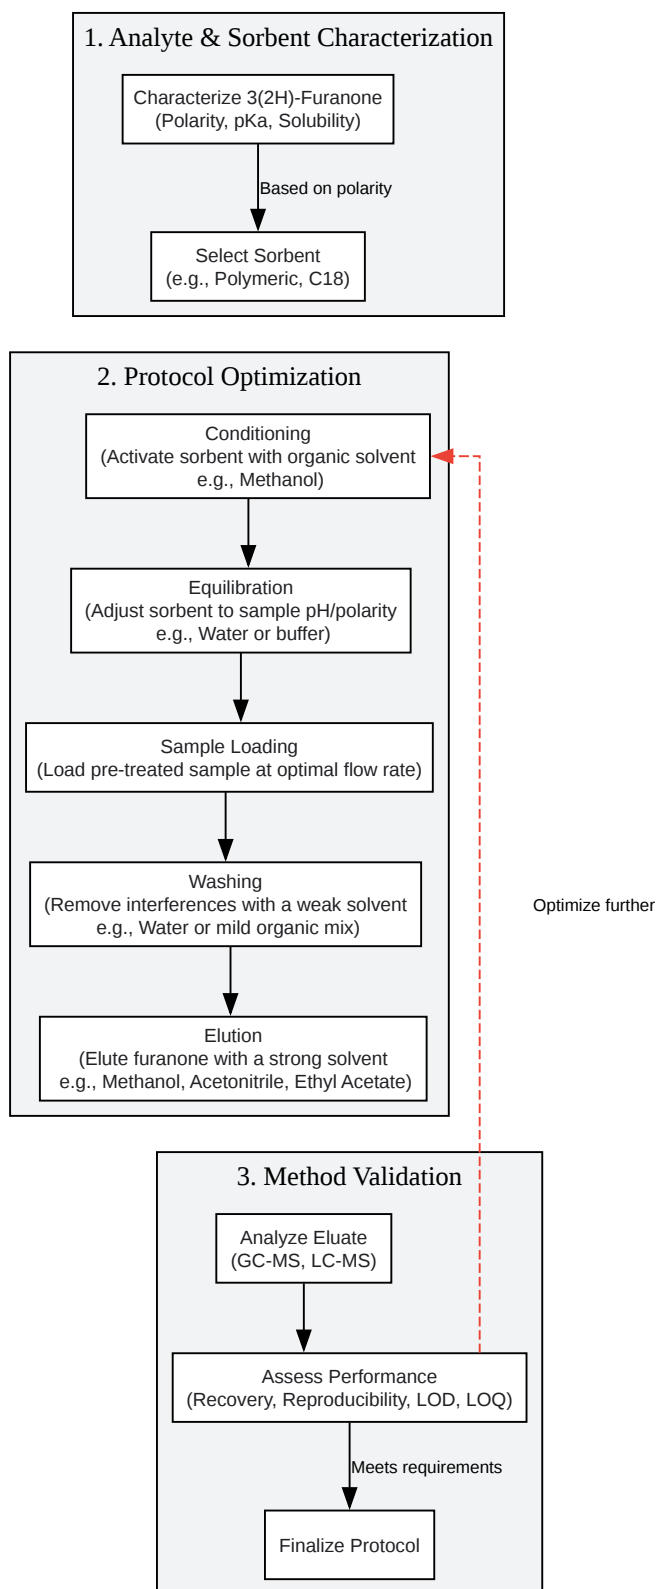 1. Analyte & Sorbent Characterization
Characterize 3(2H)-Furanone
(Polarity, pKa, Solubility)
Based on polarity
Select Sorbent
(e.g., Polymeric, C18)
2. Protocol Optimization
Conditioning
(Activate sorbent with organic solvent
e.g., Methanol)
Equilibration
(Adjust sorbent to sample pH/polarity
e.g., Water or buffer)
Sample Loading
(Load pre-treated sample at optimal flow rate)
Washing
(Remove interferences with a weak solvent
e.g., Water or mild organic mix)
Optimize further
Elution
(Elute furanone with a strong solvent
e.g., Methanol, Acetonitrile, Ethyl Acetate)
3. Method Validation
Analyze Eluate
(GC-MS, LC-MS)
Assess Performance
(Recovery, Reproducibility, LOD, LOQ)
Meets requirements
Finalize Protocol